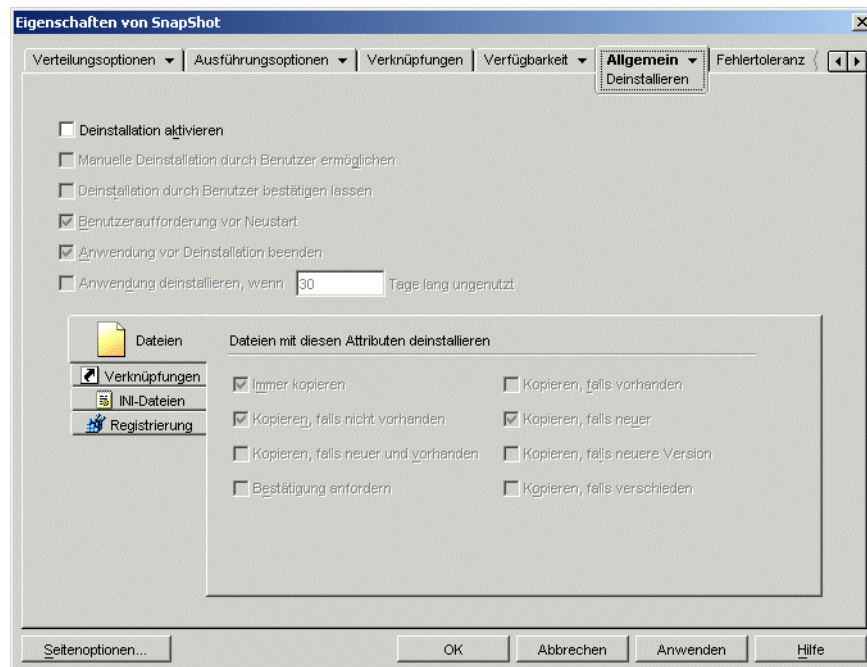 Eigenschaften von SnapShot
Verteilungsoptionen
Ausführungsoptionen
Verknüpfungen
Verfügbarkeit
Allgemein
Fehlertoleranz
Deinstallieren
Deinstallation aktivieren
Manuelle Deinstallation durch Benutzer ermöglichen
Deinstallation durch Benutzer bestätigen lassen
Benutzeraufforderung vor Neustart
Anwendung vor Deinstallation beenden
Anwendung deinstallieren, wenn 30 Tage lang ungenutzt
Dateien
Verknüpfungen
INI-Dateien
Registrierung
Dateien mit diesen Attributen deinstallieren
Immer kopieren
Kopieren, falls vorhanden
Kopieren, falls nicht vorhanden
Kopieren, falls neuer
Kopieren, falls neuer und vorhanden
Kopieren, falls neuere Version
Bestätigung anfordern
Kopieren, falls verschieden
Seitenoptionen...
OK
Abbrechen
Anwenden
Hilfe